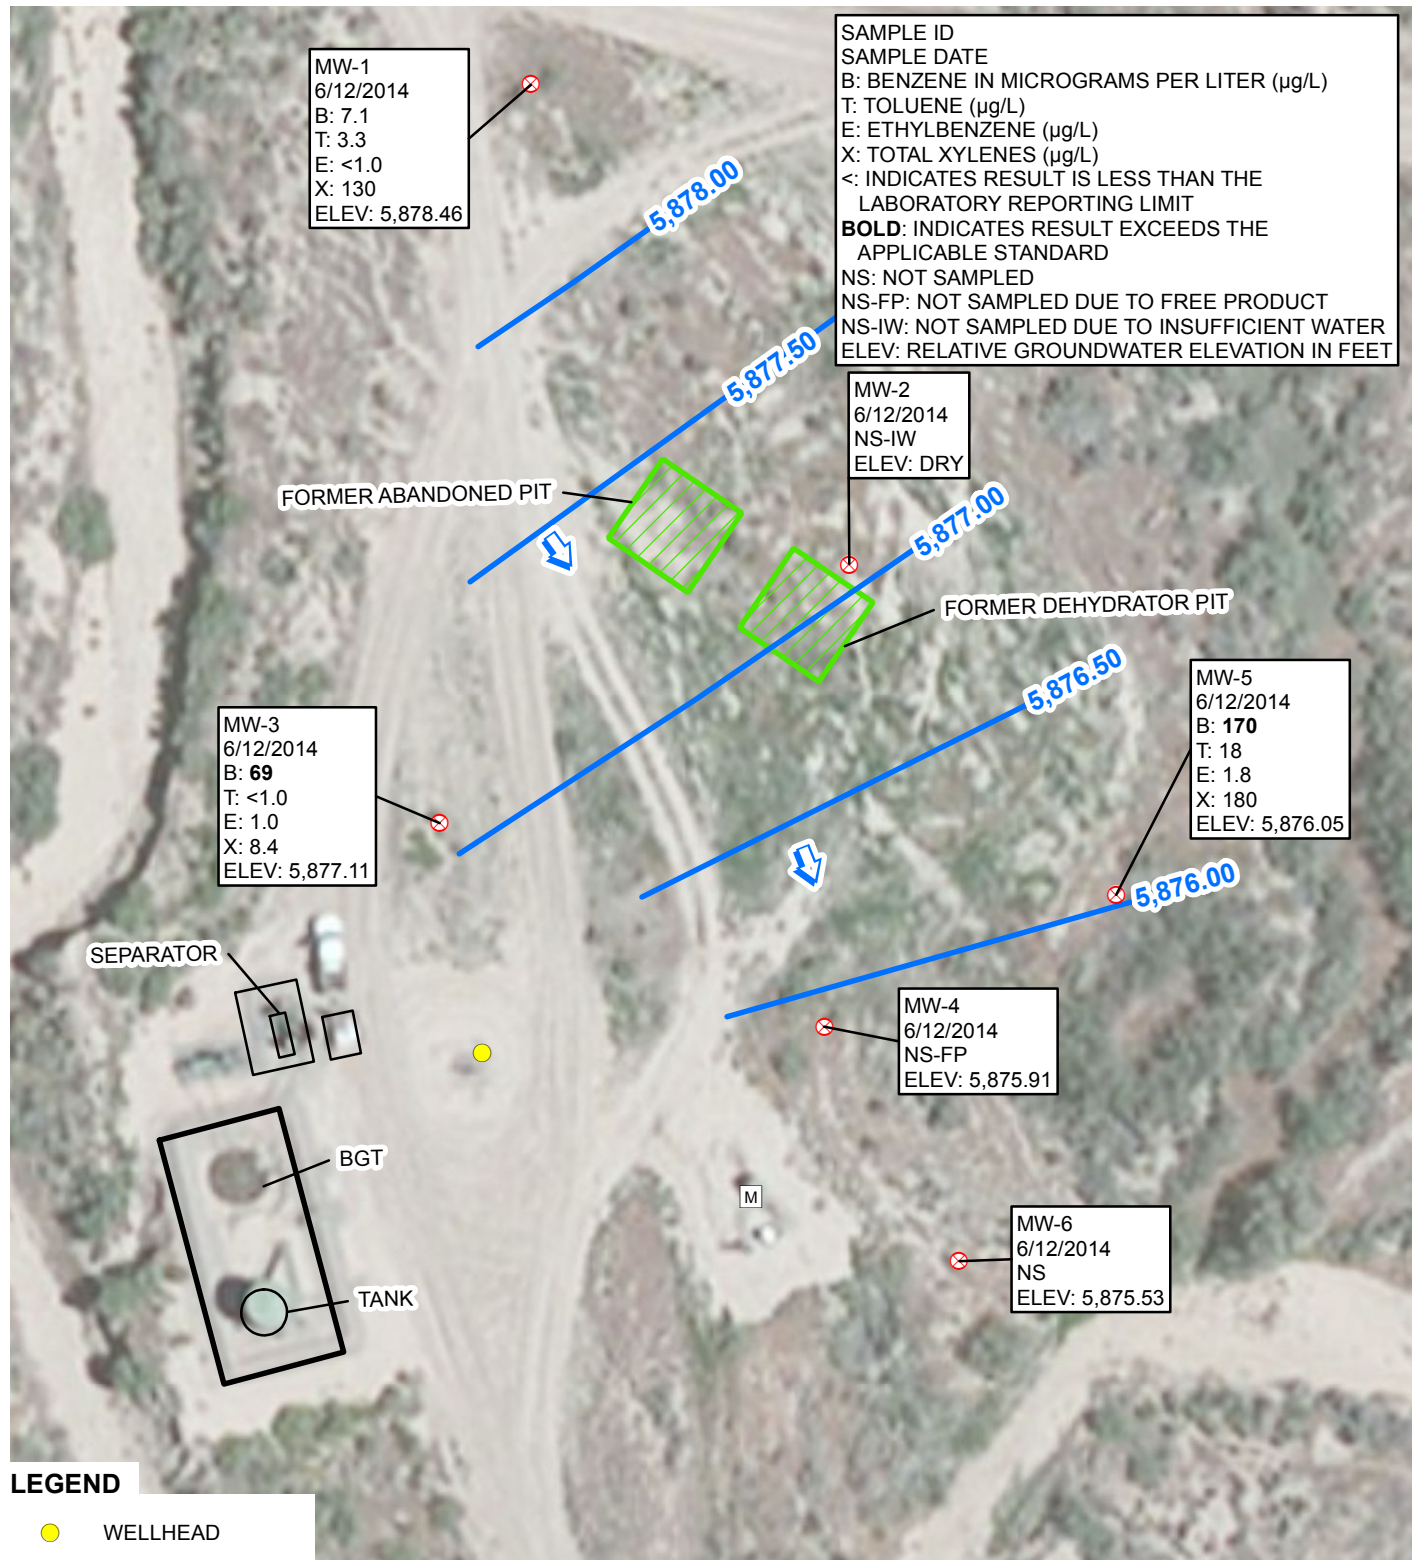 MW-1
6/12/2014
B: 7.1
T: 3.3
E: <1.0
X: 130
ELEV: 5,878.46
SAMPLE ID
SAMPLE DATE
B: BENZENE IN MICROGRAMS PER LITER (µg/L)
T: TOLUENE (µg/L)
E: ETHYLBENZENE (µg/L)
X: TOTAL XYLENES (µg/L)
<: INDICATES RESULT IS LESS THAN THE
LABORATORY REPORTING LIMIT
BOLD: INDICATES RESULT EXCEEDS THE
APPLICABLE STANDARD
NS: NOT SAMPLED
NS-FP: NOT SAMPLED DUE TO FREE PRODUCT
NS-IW: NOT SAMPLED DUE TO INSUFFICIENT WATER
ELEV: RELATIVE GROUNDWATER ELEVATION IN FEET
5,878.00
5,877.50
MW-2
6/12/2014
NS-IW
ELEV: DRY
FORMER ABANDONED PIT
5,877.00
FORMER DEHYDRATOR PIT
5,876.50
MW-5
6/12/2014
B: 170
T: 18
E: 1.8
X: 180
ELEV: 5,876.05
MW-3
6/12/2014
B: 69
T: <1.0
E: 1.0
X: 8.4
ELEV: 5,877.11
5,876.00
SEPARATOR
MW-4
6/12/2014
NS-FP
ELEV: 5,875.91
BGT
M
MW-6
6/12/2014
NS
ELEV: 5,875.53
TANK
LEGEND
WELLHEAD